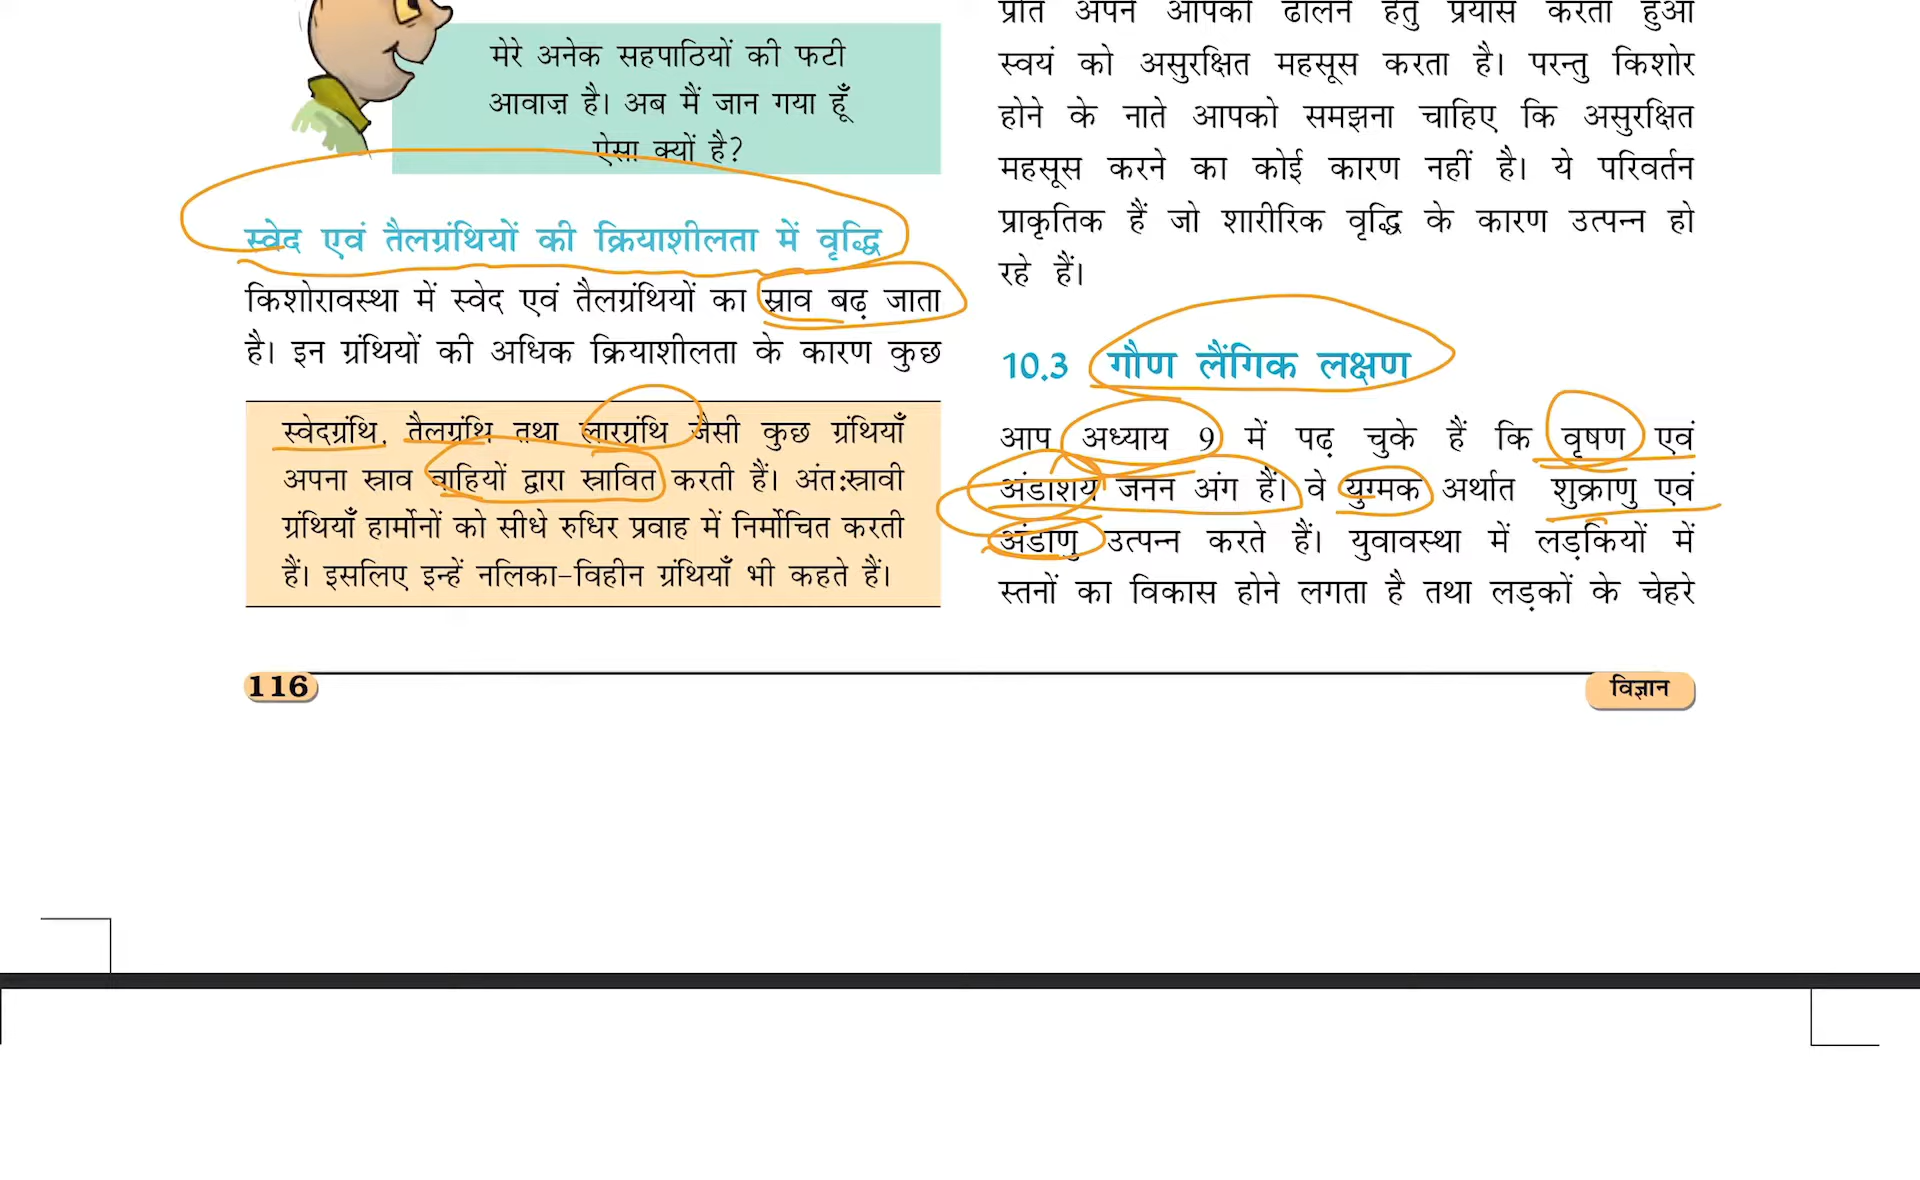 मेरे अनेक सहपाठियों की फटी
आवाज़ है। अब मैं जान गया हूँ
ऐसा क्यों है?
स्वेद एवं तैलग्रंथियों की क्रियाशीलता में वृद्धि
किशोरावस्था में स्वेद एवं तैलग्रंथियों का स्राव बढ़ जाता
है। इन ग्रंथियों की अधिक क्रियाशीलता के कारण कुछ
स्वेदग्रंथि, तैलग्रंथि तथा लारग्रंथि जैसी कुछ ग्रंथियाँ
अपना स्राव वाहियों द्वारा स्रावित करती हैं। अंत:स्रावी
ग्रंथियाँ हार्मोनों को सीधे रुधिर प्रवाह में निर्मोचित करती
हैं। इसलिए इन्हें नलिका-विहीन ग्रंथियाँ भी कहते हैं।
प्रति अपने आपको ढालने हेतु प्रयास करता हुआ
स्वयं को असुरक्षित महसूस करता है। परन्तु किशोर
होने के नाते आपको समझना चाहिए कि असुरक्षित
महसूस करने का कोई कारण नहीं है। ये परिवर्तन
प्राकृतिक हैं जो शारीरिक वृद्धि के कारण उत्पन्न हो
रहे हैं।
10.3 गौण लैंगिक लक्षण
आप अध्याय 9 में पढ़ चुके हैं कि वृषण एवं
अंडाशय जनन अंग हैं। वे युग्मक अर्थात शुक्राणु एवं
अंडाणु उत्पन्न करते हैं। युवावस्था में लड़कियों में
स्तनों का विकास होने लगता है तथा लड़कों के चेहरे
116
विज्ञान